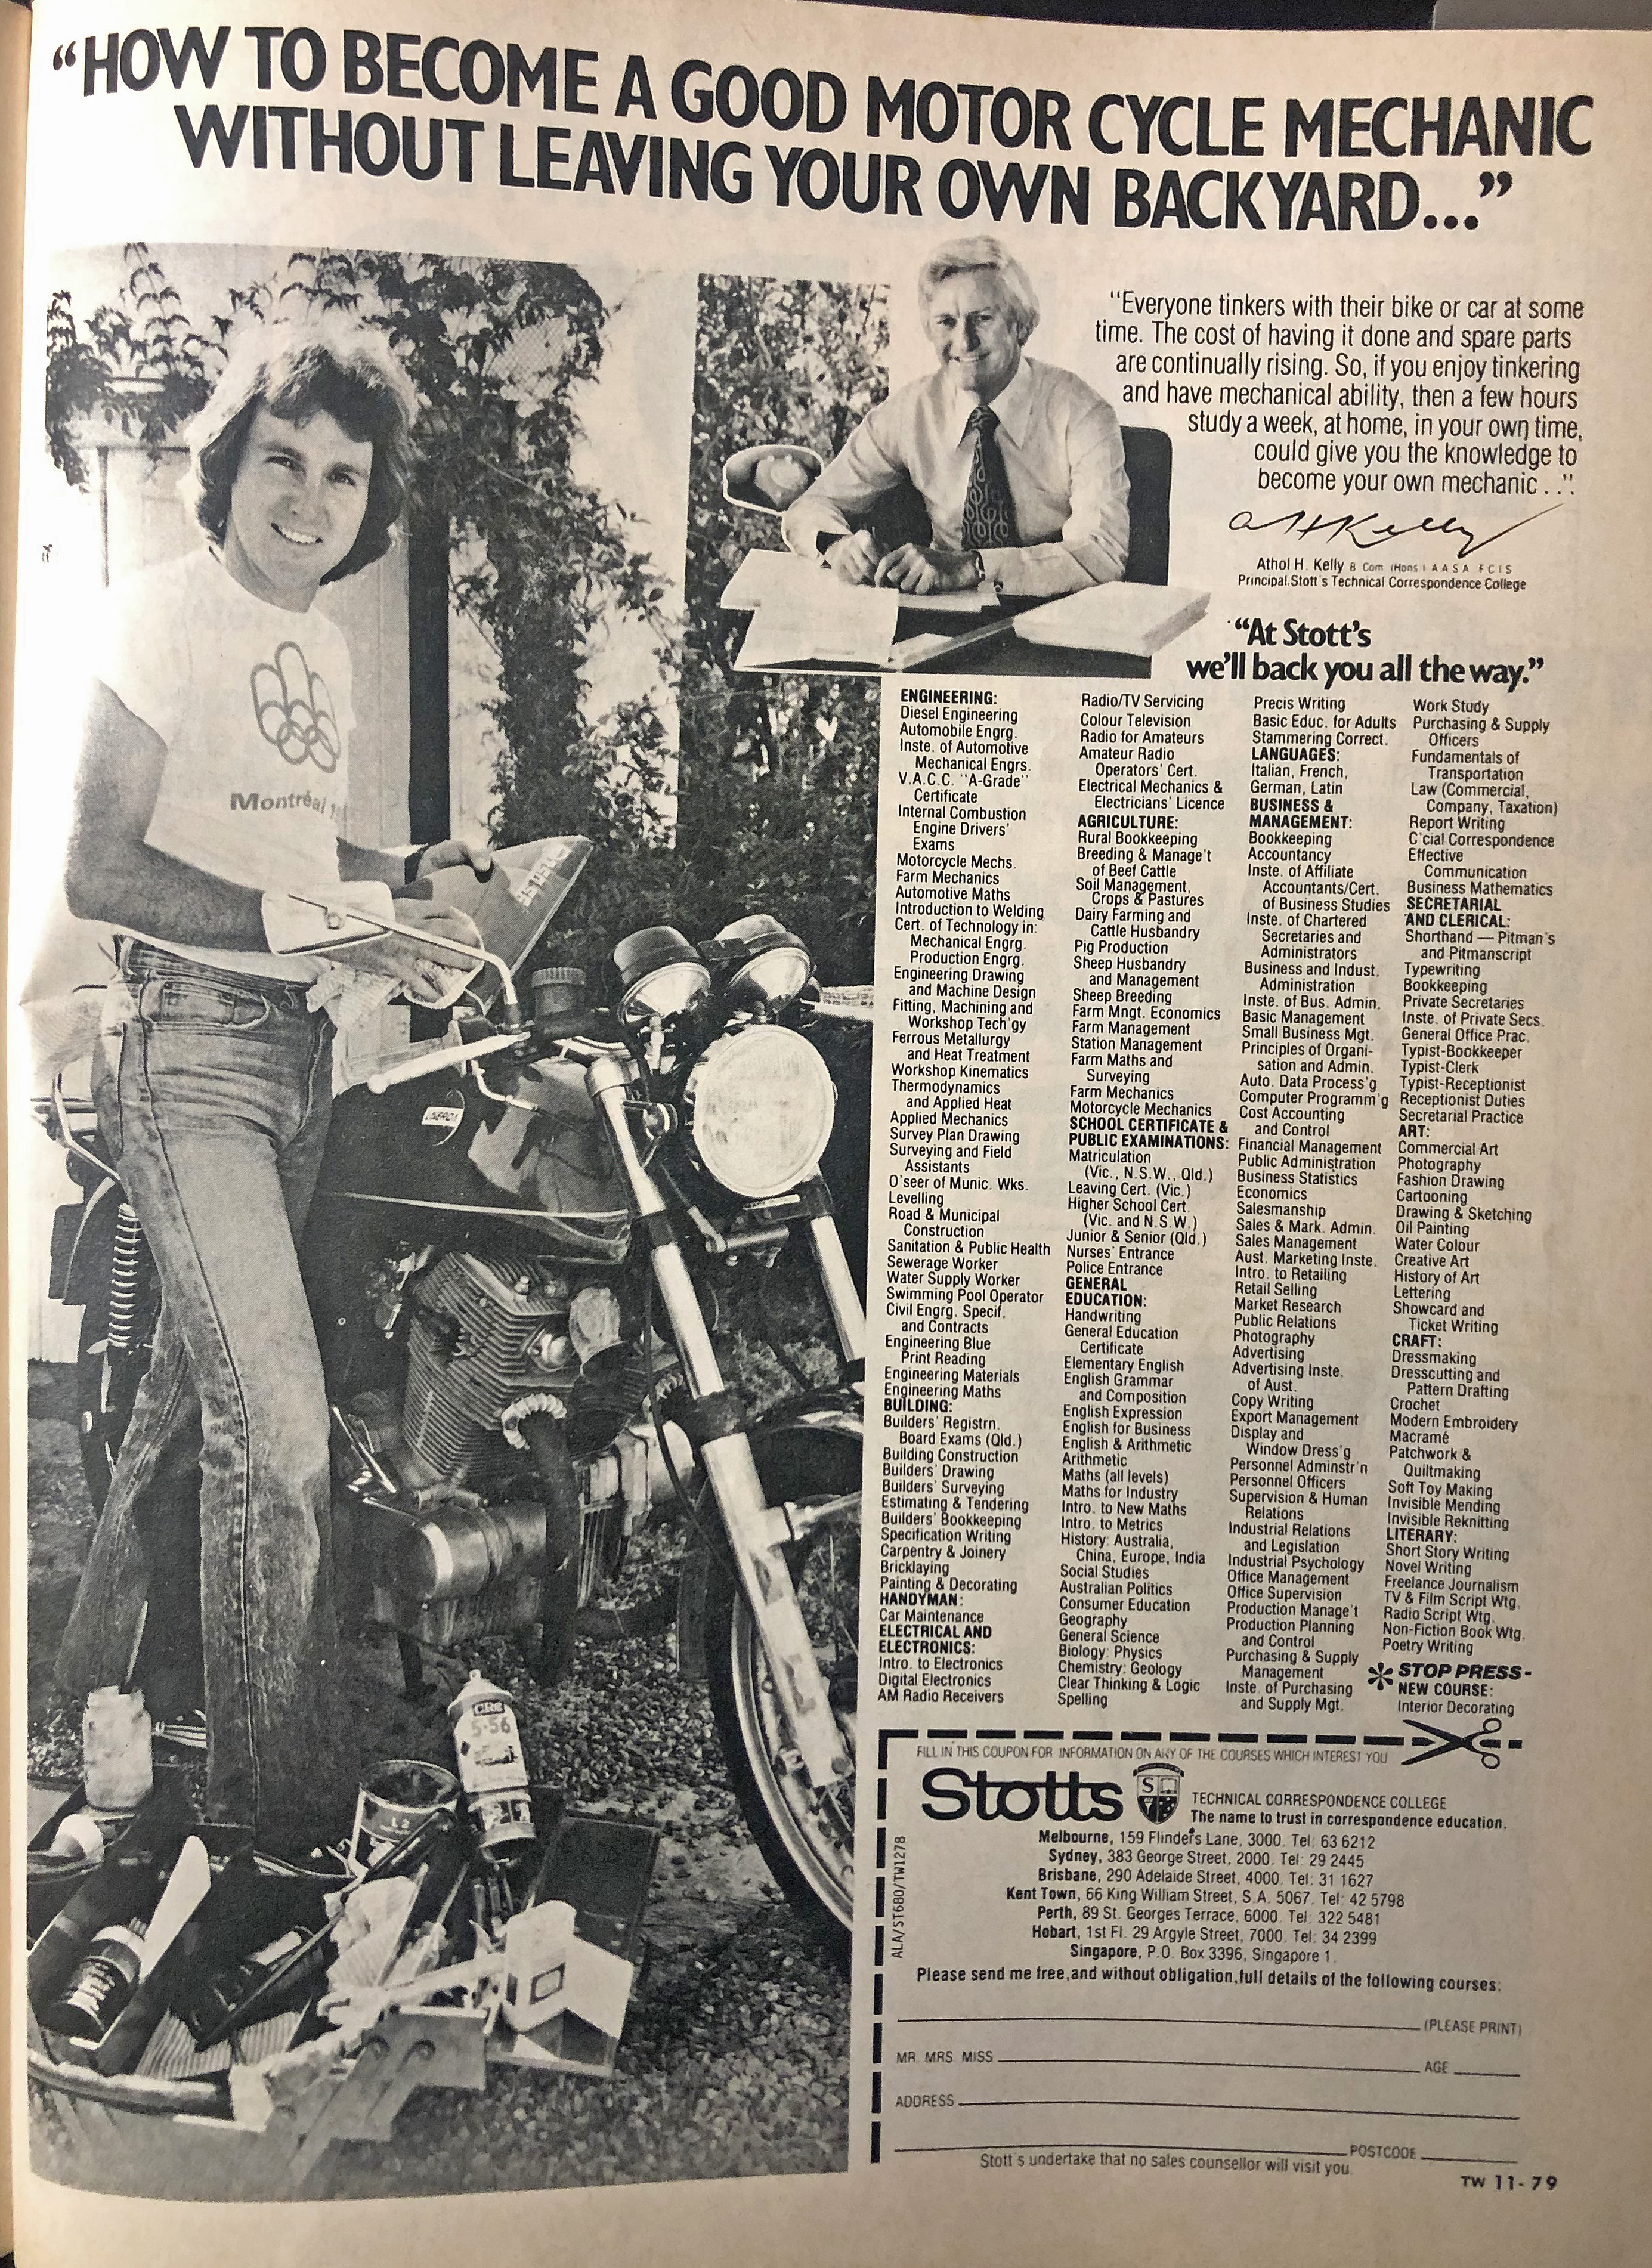 “HOW TO BECOME A GOOD MOTOR CYCLE MECHANIC
WITHOUT LEAVING YOUR OWN BACKYARD...”
“Everyone tinkers with their bike or car at some
time. The cost of having it done and spare parts
are continually rising. So, if you enjoy tinkering
and have mechanical ability, then a few hours
study a week, at home, in your own time,
could give you the knowledge to
become your own mechanic . .”.
Athol H. Kelly B Com (Hons) A A S A F C I S
Principal.Stott's Technical Correspondence College
“At Stott's
we'll back you all the way.”
Montréal
CRC
5-56
ENGINEERING:
Diesel Engineering
Automobile Engrg.
Inste. of Automotive
Mechanical Engrs.
V.A.C.C. “A-Grade”
Certificate
Internal Combustion
Engine Drivers'
Exams
Motorcycle Mechs.
Farm Mechanics
Automotive Maths
Introduction to Welding
Cert. of Technology in:
Mechanical Engrg.
Production Engrg.
Engineering Drawing
and Machine Design
Fitting, Machining and
Workshop Tech'gy
Ferrous Metallurgy
and Heat Treatment
Workshop Kinematics
Thermodynamics
and Applied Heat
Applied Mechanics
Survey Plan Drawing
Surveying and Field
Assistants
O'seer of Munic. Wks.
Levelling
Road & Municipal
Construction
Sanitation & Public Health
Sewerage Worker
Water Supply Worker
Swimming Pool Operator
Civil Engrg. Specif.
and Contracts
Engineering Blue
Print Reading
Engineering Materials
Engineering Maths
BUILDING:
Builders' Registrn.
Board Exams (Qld.)
Building Construction
Builders' Drawing
Builders' Surveying
Estimating & Tendering
Builders' Bookkeeping
Specification Writing
Carpentry & Joinery
Bricklaying
Painting & Decorating
HANDYMAN:
Car Maintenance
ELECTRICAL AND
ELECTRONICS:
Intro. to Electronics
Digital Electronics
AM Radio Receivers
Radio/TV Servicing
Colour Television
Radio for Amateurs
Amateur Radio
Operators' Cert.
Electrical Mechanics &
Electricians' Licence
AGRICULTURE:
Rural Bookkeeping
Breeding & Manage't
of Beef Cattle
Soil Management,
Crops & Pastures
Dairy Farming and
Cattle Husbandry
Pig Production
Sheep Husbandry
and Management
Sheep Breeding
Farm Mngt. Economics
Farm Management
Station Management
Farm Maths and
Surveying
Farm Mechanics
Motorcycle Mechanics
SCHOOL CERTIFICATE &
PUBLIC EXAMINATIONS:
Matriculation
(Vic., N.S.W., Qld.)
Leaving Cert. (Vic.)
Higher School Cert.
(Vic. and N.S.W.)
Junior & Senior (Qld.)
Nurses' Entrance
Police Entrance
GENERAL
EDUCATION:
Handwriting
General Education
Certificate
Elementary English
English Grammar
and Composition
English Expression
English for Business
English & Arithmetic
Arithmetic
Maths (all levels)
Maths for Industry
Intro. to New Maths
Intro. to Metrics
History: Australia,
China, Europe, India
Social Studies
Australian Politics
Consumer Education
Geography
General Science
Biology: Physics
Chemistry: Geology
Clear Thinking & Logic
Spelling
Precis Writing
Basic Educ. for Adults
Stammering Correct.
LANGUAGES:
Italian, French,
German, Latin
BUSINESS &
MANAGEMENT:
Bookkeeping
Accountancy
Inste. of Affiliate
Accountants/Cert.
of Business Studies
Inste. of Chartered
Secretaries and
Administrators
Business and Indust.
Administration
Inste. of Bus. Admin.
Basic Management
Small Business Mgt.
Principles of Organi-
sation and Admin.
Auto. Data Process'g
Computer Programm'g
Cost Accounting
and Control
Financial Management
Public Administration
Business Statistics
Economics
Salesmanship
Sales & Mark. Admin.
Sales Management
Aust. Marketing Inste.
Intro. to Retailing
Retail Selling
Market Research
Public Relations
Photography
Advertising
Advertising Inste.
of Aust.
Copy Writing
Export Management
Display and
Window Dress'g
Personnel Adminstr'n
Personnel Officers
Supervision & Human
Relations
Industrial Relations
and Legislation
Industrial Psychology
Office Management
Office Supervision
Production Manage't
Production Planning
and Control
Purchasing & Supply
Management
Inste. of Purchasing
and Supply Mgt.
Work Study
Purchasing & Supply
Officers
Fundamentals of
Transportation
Law (Commercial,
Company, Taxation)
Report Writing
C'cial Correspondence
Effective
Communication
Business Mathematics
SECRETARIAL
AND CLERICAL:
Shorthand — Pitman's
and Pitmanscript
Typewriting
Bookkeeping
Private Secretaries
Inste. of Private Secs.
General Office Prac.
Typist-Bookkeeper
Typist-Clerk
Typist-Receptionist
Receptionist Duties
Secretarial Practice
ART:
Commercial Art
Photography
Fashion Drawing
Cartooning
Drawing & Sketching
Oil Painting
Water Colour
Creative Art
History of Art
Lettering
Showcard and
Ticket Writing
CRAFT:
Dressmaking
Dresscutting and
Pattern Drafting
Crochet
Modern Embroidery
Macramé
Patchwork &
Quiltmaking
Soft Toy Making
Invisible Mending
Invisible Reknitting
LITERARY:
Short Story Writing
Novel Writing
Freelance Journalism
TV & Film Script Wtg.
Radio Script Wtg.
Non-Fiction Book Wtg.
Poetry Writing
* STOP PRESS-
NEW COURSE:
Interior Decorating
FILL IN THIS COUPON FOR INFORMATION ON ANY OF THE COURSES WHICH INTEREST YOU
Stotts
TECHNICAL CORRESPONDENCE COLLEGE
The name to trust in correspondence education.
Melbourne, 159 Flinders Lane, 3000. Tel: 63 6212
Sydney, 383 George Street, 2000. Tel: 29 2445
Brisbane, 290 Adelaide Street, 4000. Tel: 31 1627
Kent Town, 66 King William Street, S.A. 5067. Tel: 42 5798
Perth, 89 St. Georges Terrace, 6000. Tel: 322 5481
Hobart, 1st Fl. 29 Argyle Street, 7000. Tel: 34 2399
Singapore, P.O. Box 3396, Singapore 1.
ALA/ST680/TW1278
Please send me free,and without obligation,full details of the following courses:
(PLEASE PRINT)
MR. MRS. MISS AGE
ADDRESS
POSTCODE
Stott's undertake that no sales counsellor will visit you.
TW 11-79